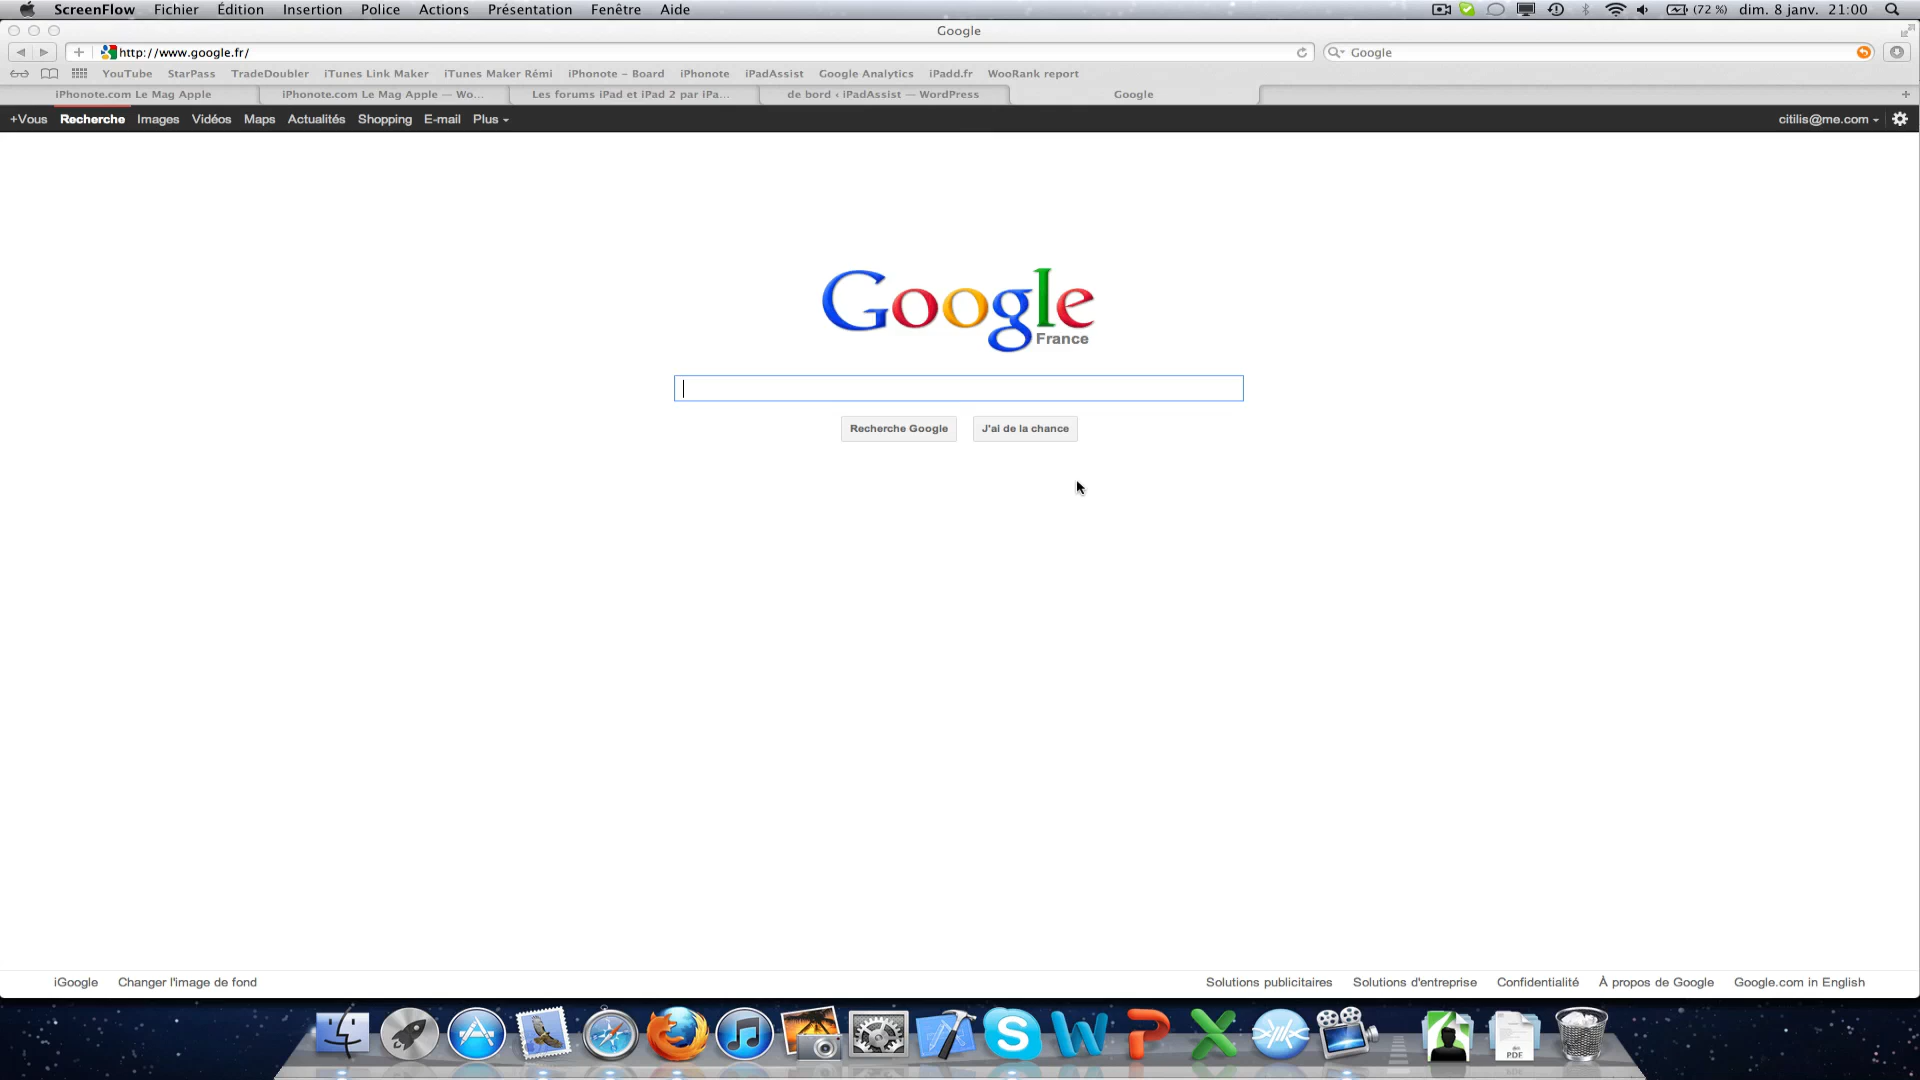 ScreenFlow Fichier Édition Insertion Police Actions Présentation Fenêtre Aide (72 %) dim. 8 janv. 21:00
Google
http://www.google.fr/ Google
YouTube StarPass TradeDoubler iTunes Link Maker iTunes Maker Rémi iPhonote – Board iPhonote iPadAssist Google Analytics iPadd.fr WooRank report
iPhonote.com Le Mag Apple iPhonote.com Le Mag Apple — Wo... Les forums iPad et iPad 2 par iPa... de bord ‹ iPadAssist — WordPress Google
+Vous Recherche Images Vidéos Maps Actualités Shopping E-mail Plus citilis@me.com
Google
France
Recherche Google J'ai de la chance
iGoogle Changer l'image de fond Solutions publicitaires Solutions d'entreprise Confidentialité À propos de Google Google.com in English
PDF